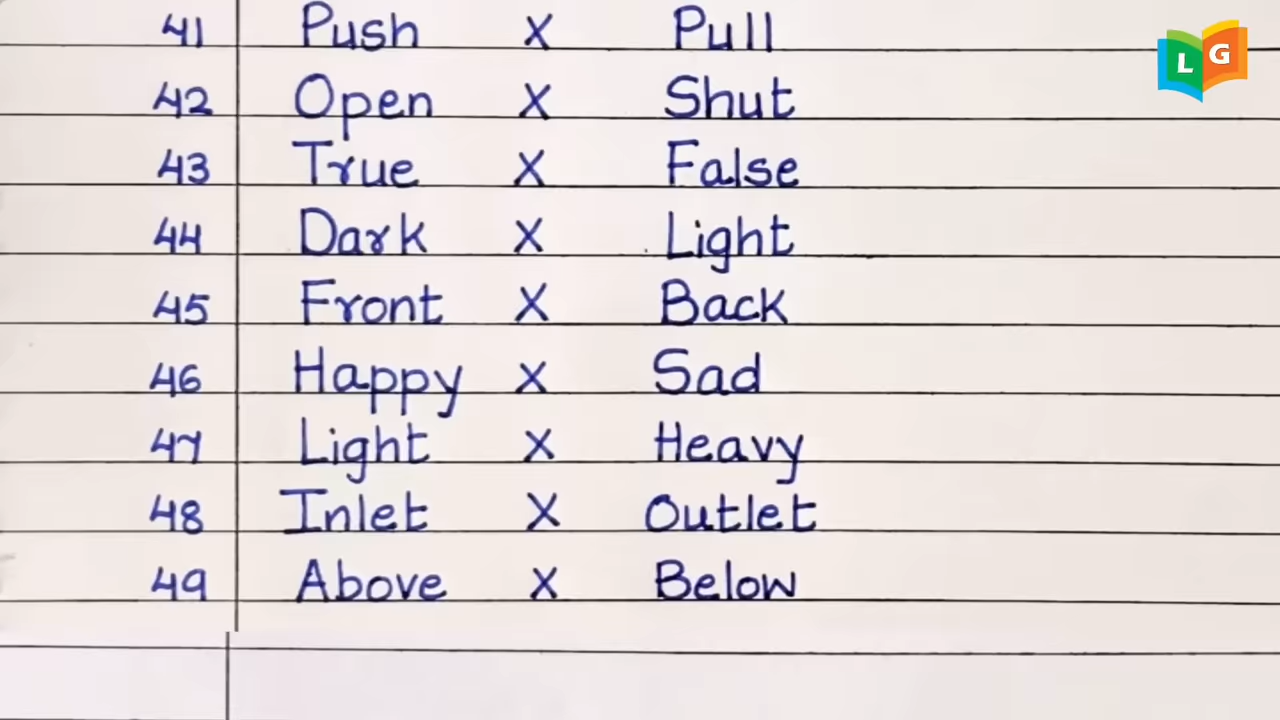 41 Push X Pull
L G
42 Open X Shut
43 True X False
44 Dark X Light
45 Front X Back
46 Happy X Sad
47 Light X Heavy
48 Inlet X Outlet
49 Above X Below